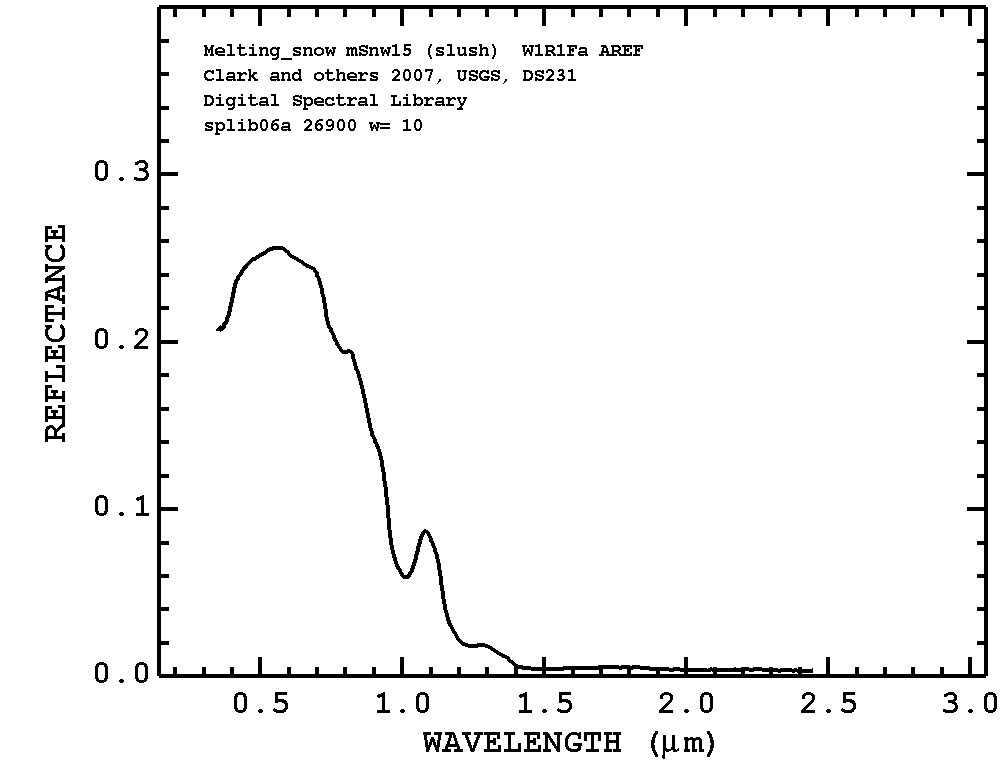 Melting_snow mSnw15 (slush)  W1R1Fa AREF
Clark and others 2007, USGS, DS231
Digital Spectral Library
splib06a 26900 w= 10
0.3
0.2
0.1
0.0
REFLECTANCE
0.5 1.0 1.5 2.0 2.5 3.0
WAVELENGTH (μm)